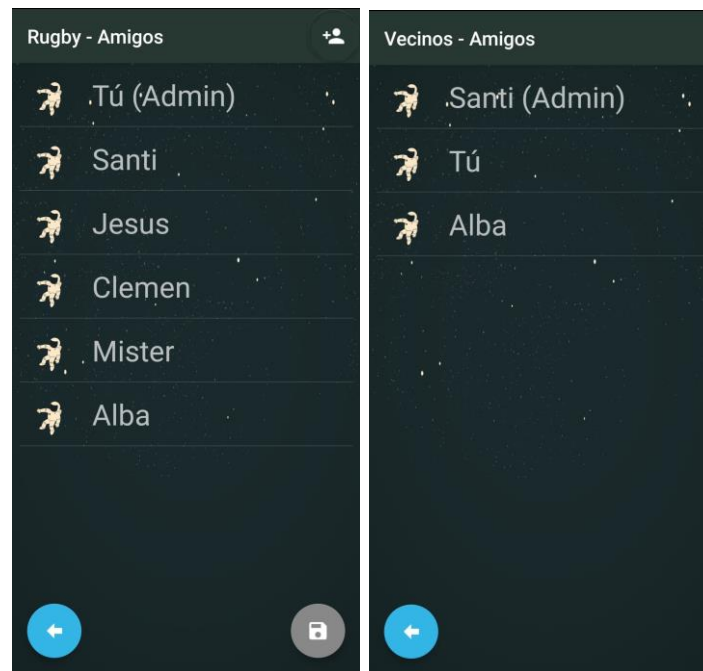 Rugby - Amigos
Tú (Admin)
Santi
Jesus
Clemen
Mister
Alba
Vecinos - Amigos
Santi (Admin)
Tú
Alba